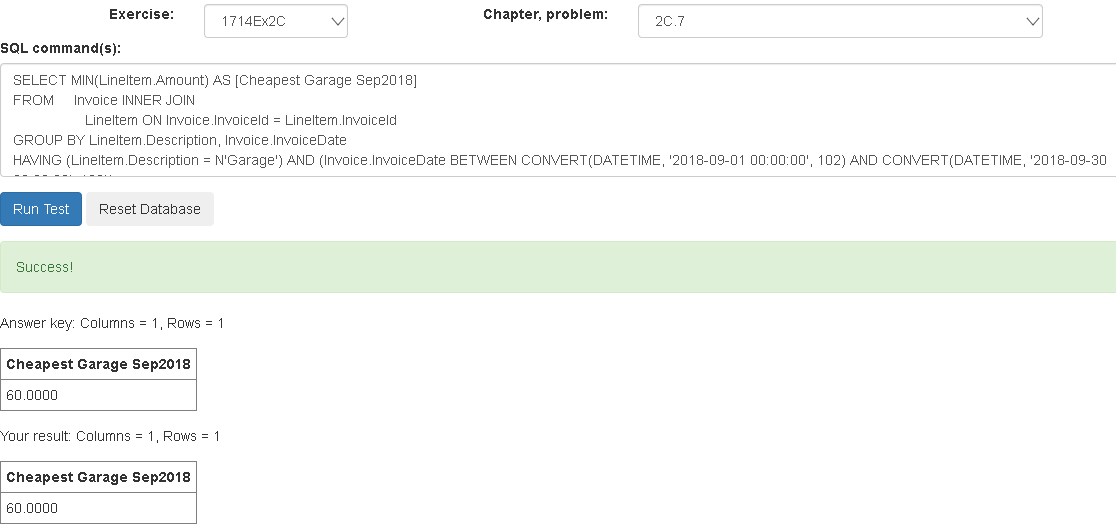 Exercise: 1714Ex2C Chapter, problem: 2C.7
SQL command(s):
SELECT MIN(LineItem.Amount) AS [Cheapest Garage Sep2018]
FROM Invoice INNER JOIN
LineItem ON Invoice.InvoiceId = LineItem.InvoiceId
GROUP BY LineItem.Description, Invoice.InvoiceDate
HAVING (LineItem.Description = N'Garage') AND (Invoice.InvoiceDate BETWEEN CONVERT(DATETIME, '2018-09-01 00:00:00', 102) AND CONVERT(DATETIME, '2018-09-30
Run Test Reset Database
Success!
Answer key: Columns = 1, Rows = 1
Cheapest Garage Sep2018
60.0000
Your result: Columns = 1, Rows = 1
Cheapest Garage Sep2018
60.0000